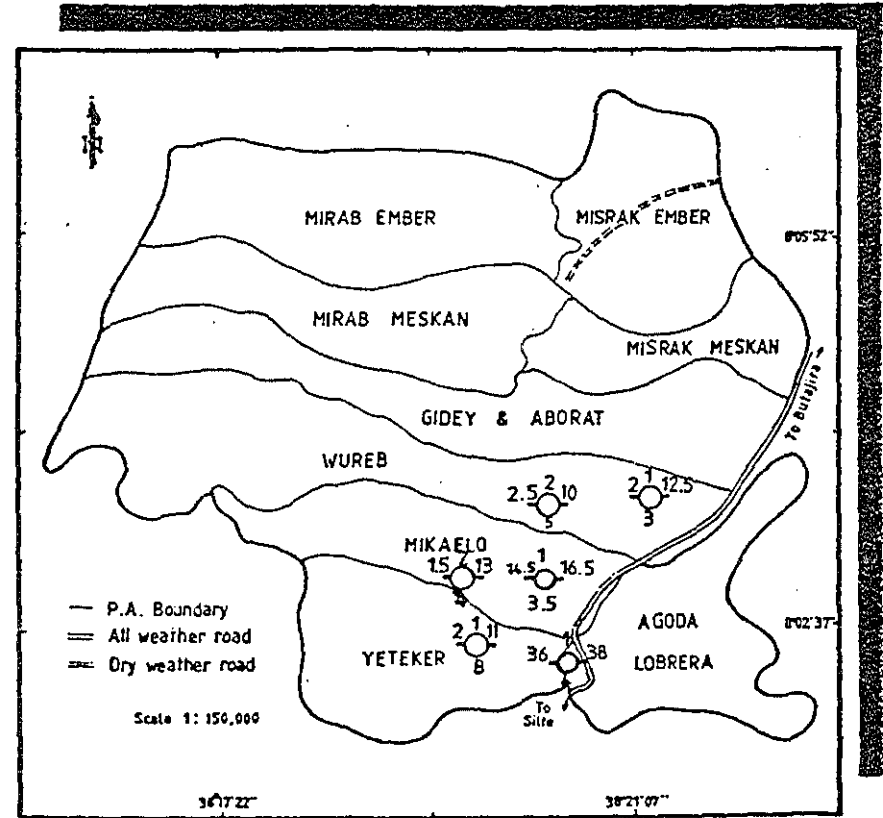 MIRAB EMBER
MISRAK EMBER
8°05'52"
MIRAB MESKAN
MISRAK MESKAN
To Butajira
GIDEY & ABORAT
WUREB
2
2.5 10
5
1
2 12.5
3
MIKAELO
1.5 13
1
14.5 16.5
3.5
P.A. Boundary
All weather road
Dry weather road
AGODA
LOBRERA
8°02'37"
1
2 11
8
YETEKER
1
36 38
To
Silte
Scale 1: 150,000
38°21'07"